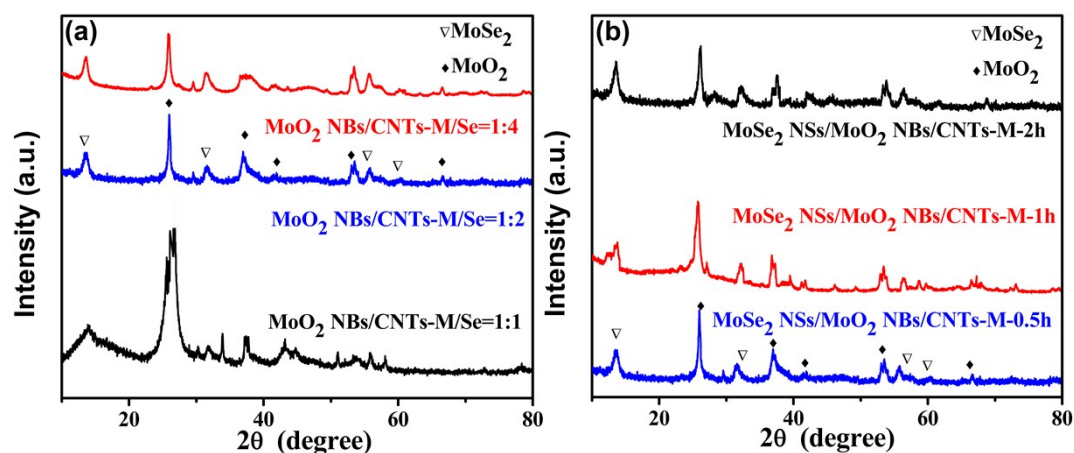 (a)
▽MoSe2
♦MoO2
MoO2 NBs/CNTs-M/Se=1:4
MoO2 NBs/CNTs-M/Se=1:2
MoO2 NBs/CNTs-M/Se=1:1
Intensity (a.u.)
20 40 60 80
2θ (degree)
(b)
▽MoSe2
♦MoO2
MoSe2 NSs/MoO2 NBs/CNTs-M-2h
MoSe2 NSs/MoO2 NBs/CNTs-M-1h
MoSe2 NSs/MoO2 NBs/CNTs-M-0.5h
Intensity (a.u.)
20 40 60 80
2θ (degree)